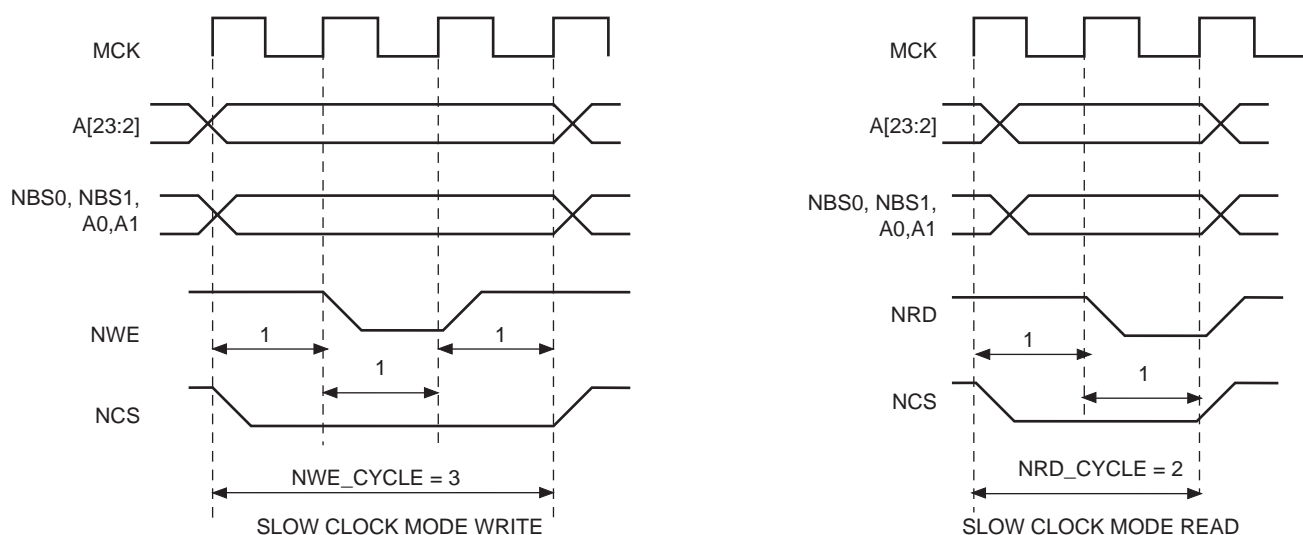 MCK
A[23:2]
NBS0, NBS1,
A0,A1
NWE
1
1
1
NCS
NWE_CYCLE = 3
SLOW CLOCK MODE WRITE
MCK
A[23:2]
NBS0, NBS1,
A0,A1
NRD
1
1
NCS
NRD_CYCLE = 2
SLOW CLOCK MODE READ